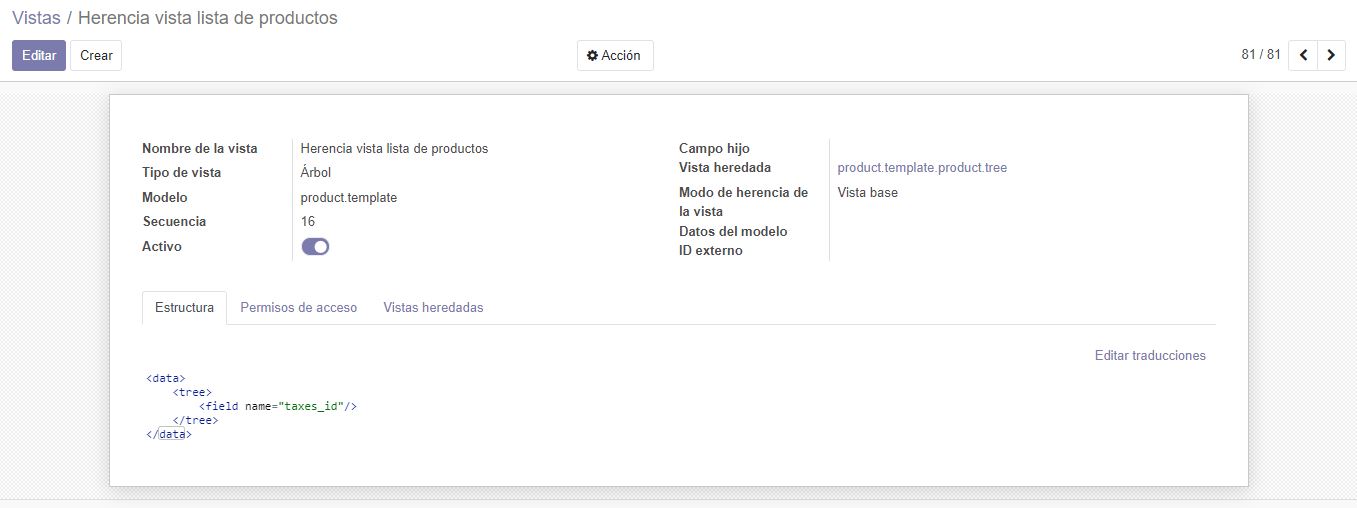 Vistas / Herencia vista lista de productos
Editar Crear Acción 81 / 81
Nombre de la vista Herencia vista lista de productos
Tipo de vista Árbol
Modelo product.template
Secuencia 16
Activo
Campo hijo
Vista heredada product.template.product.tree
Modo de herencia de Vista base
la vista
Datos del modelo
ID externo
Estructura Permisos de acceso Vistas heredadas
Editar traducciones
<data>
<tree>
<field name="taxes_id"/>
</tree>
</data>